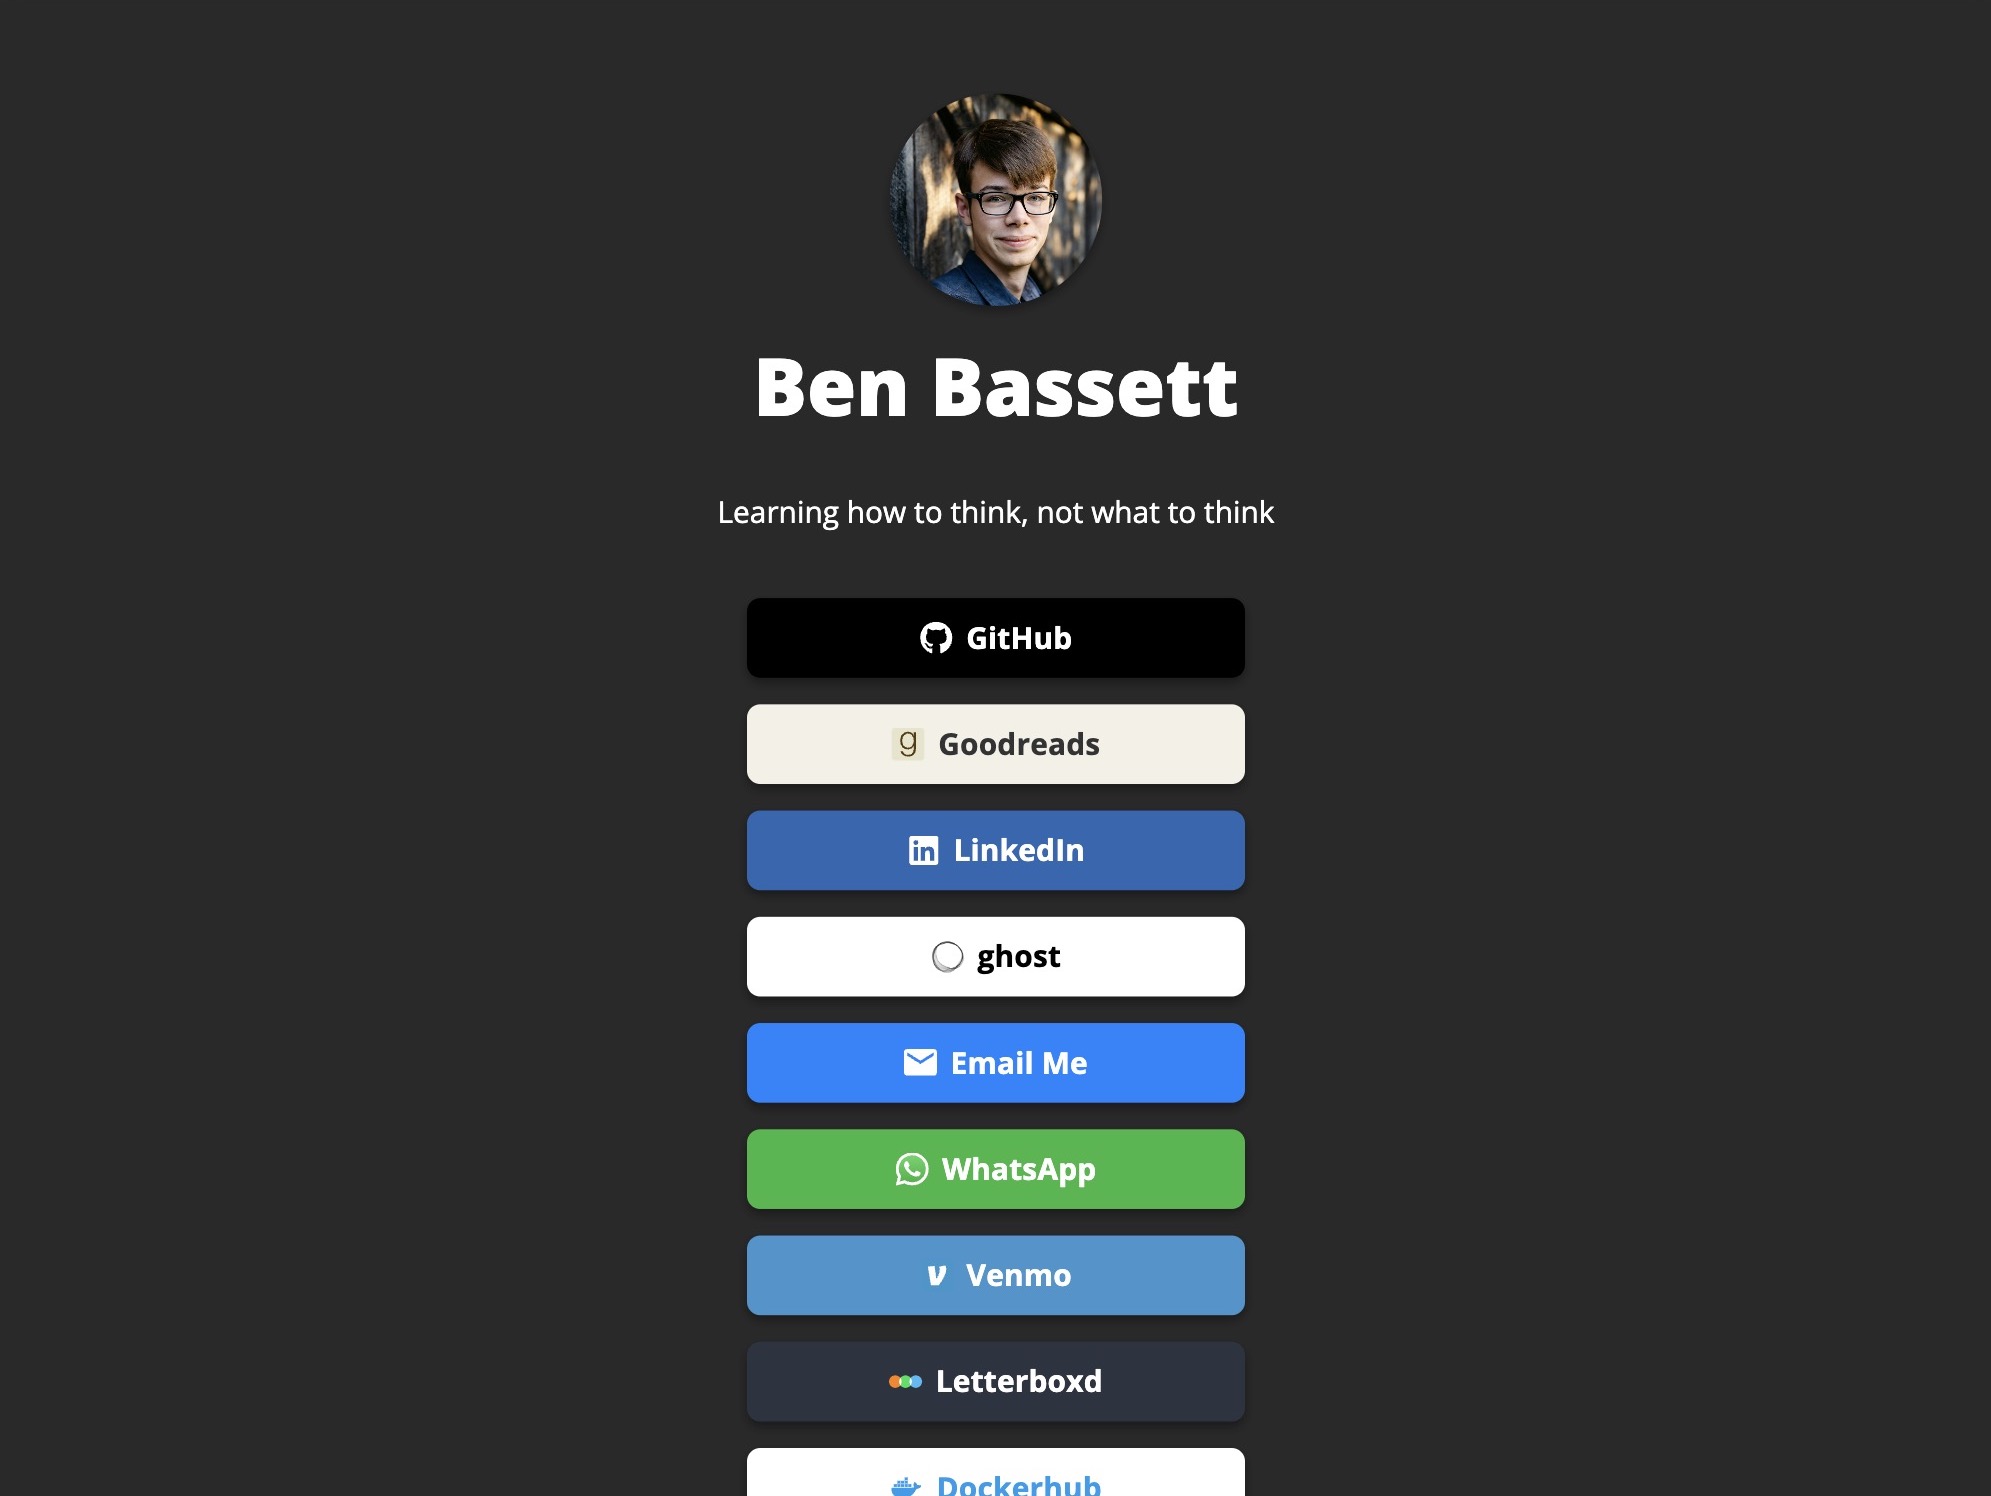 Ben Bassett
Learning how to think, not what to think
GitHub
g Goodreads
in LinkedIn
ghost
Email Me
WhatsApp
v Venmo
Letterboxd
Dockerhub